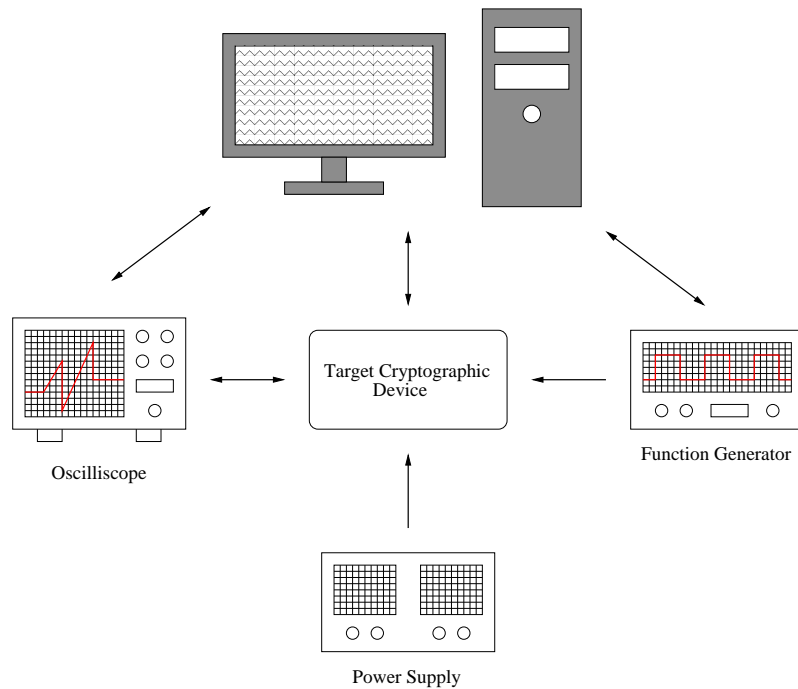 Target Cryptographic
Device
Oscilliscope
Function Generator
Power Supply